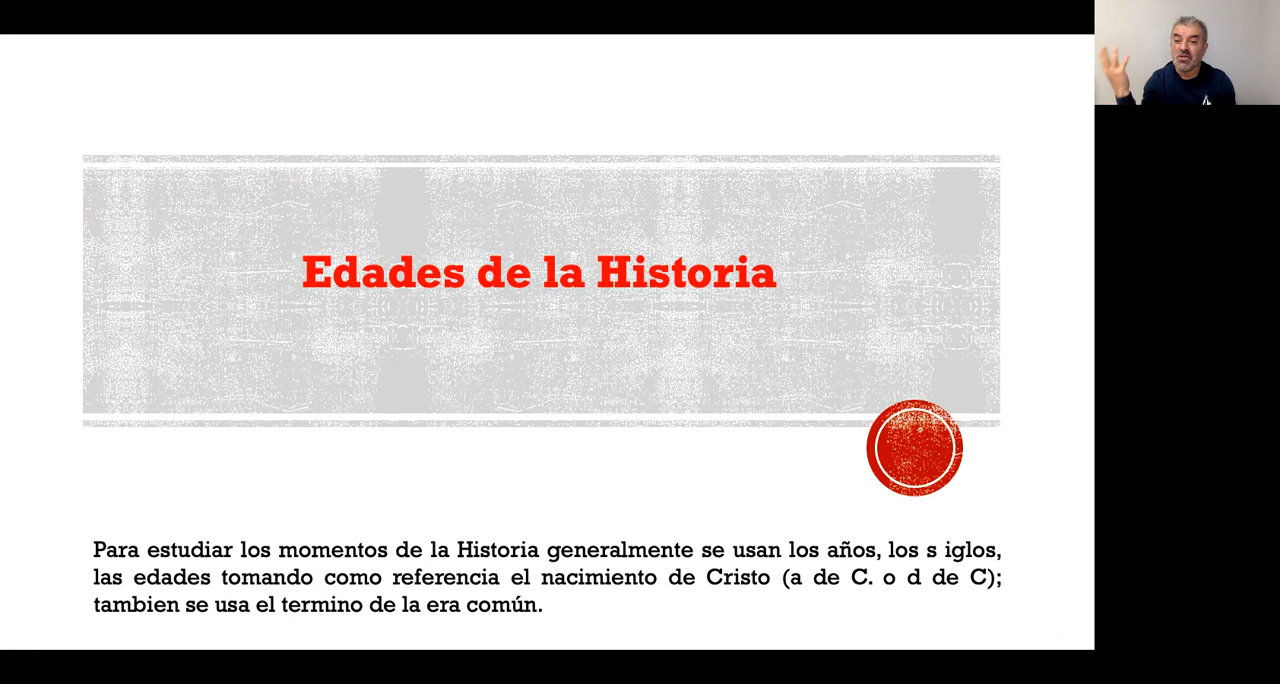 Edades de la Historia
Para estudiar los momentos de la Historia generalmente se usan los años, los s iglos,
las edades tomando como referencia el nacimiento de Cristo (a de C. o d de C);
tambien se usa el termino de la era común.